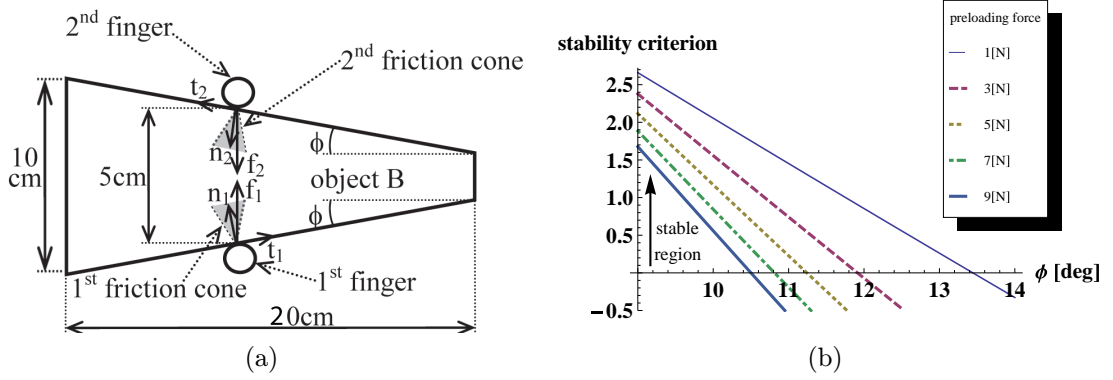 2nd finger
2nd friction cone
t2
n2
f2
10
cm
5cm
ϕ
object B
n1
f1
ϕ
t1
1st friction cone
1st finger
20cm
(a)
stability criterion
preloading force
1[N]
3[N]
5[N]
7[N]
9[N]
2.5
2.0
1.5
1.0
0.5
−0.5
stable
region
10 11 12 13 14
ϕ [deg]
(b)